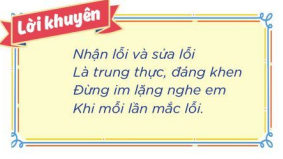 Lời khuyên
Nhận lỗi và sửa lỗi
Là trung thực, đáng khen
Đừng im lặng nghe em
Khi mỗi lần mắc lỗi.